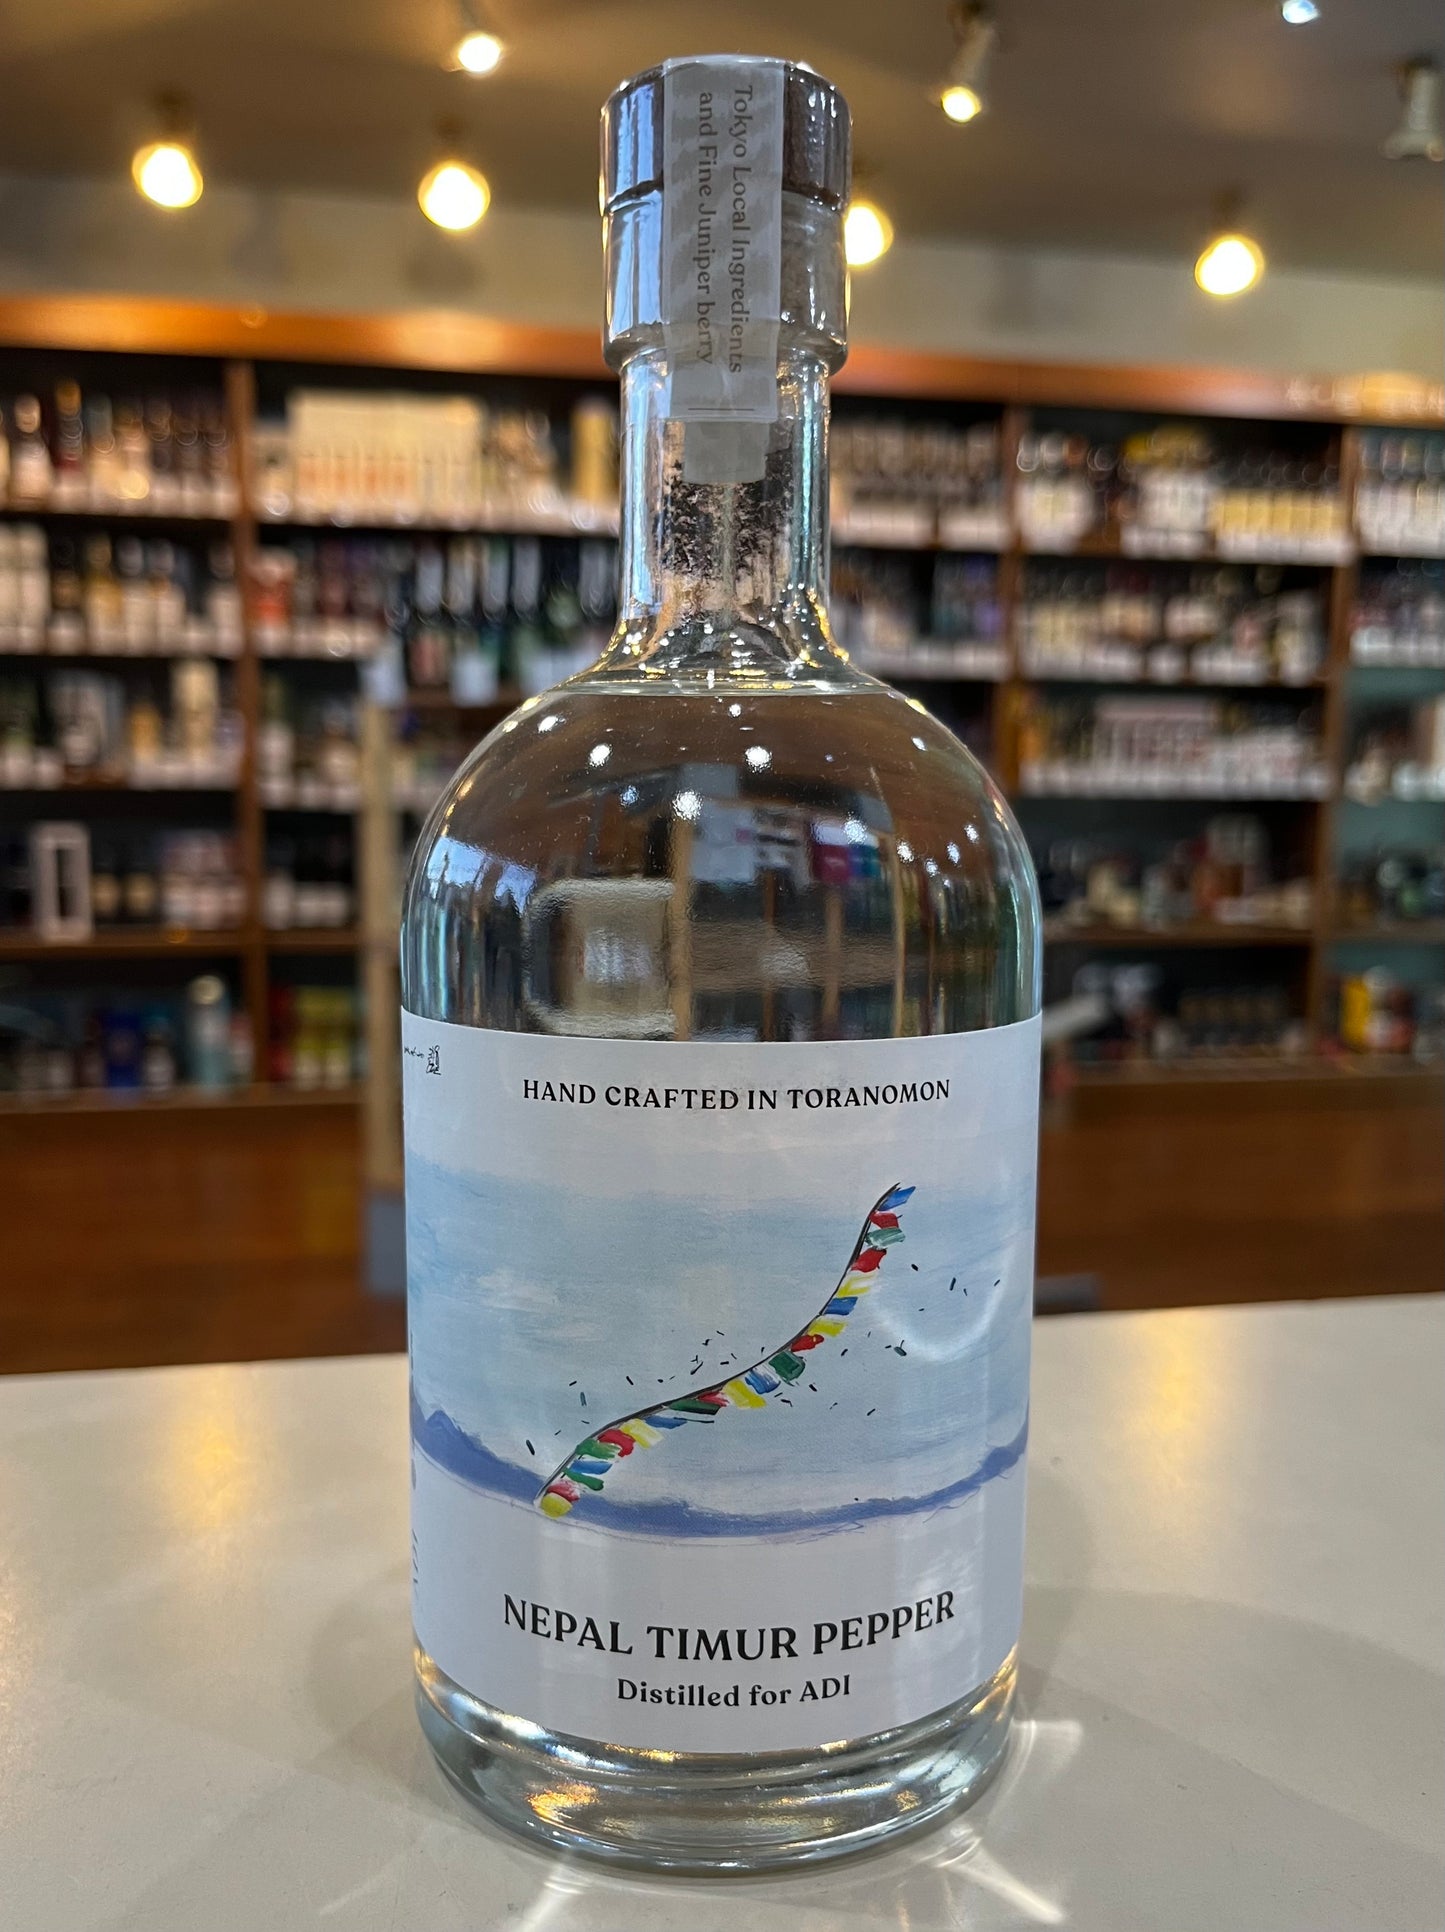 Tokyo Local Ingredients
and Fine Juniper berry
HAND CRAFTED IN TORANOMON
NEPAL TIMUR PEPPER
Distilled for ADI